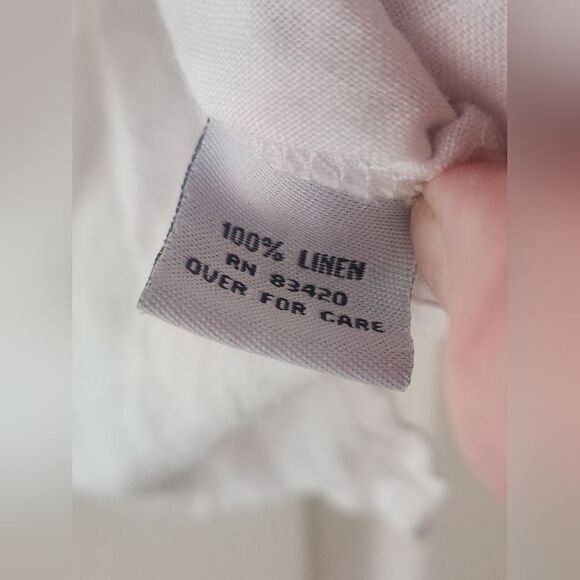 100% LINEN
RN 83420
OVER FOR CARE